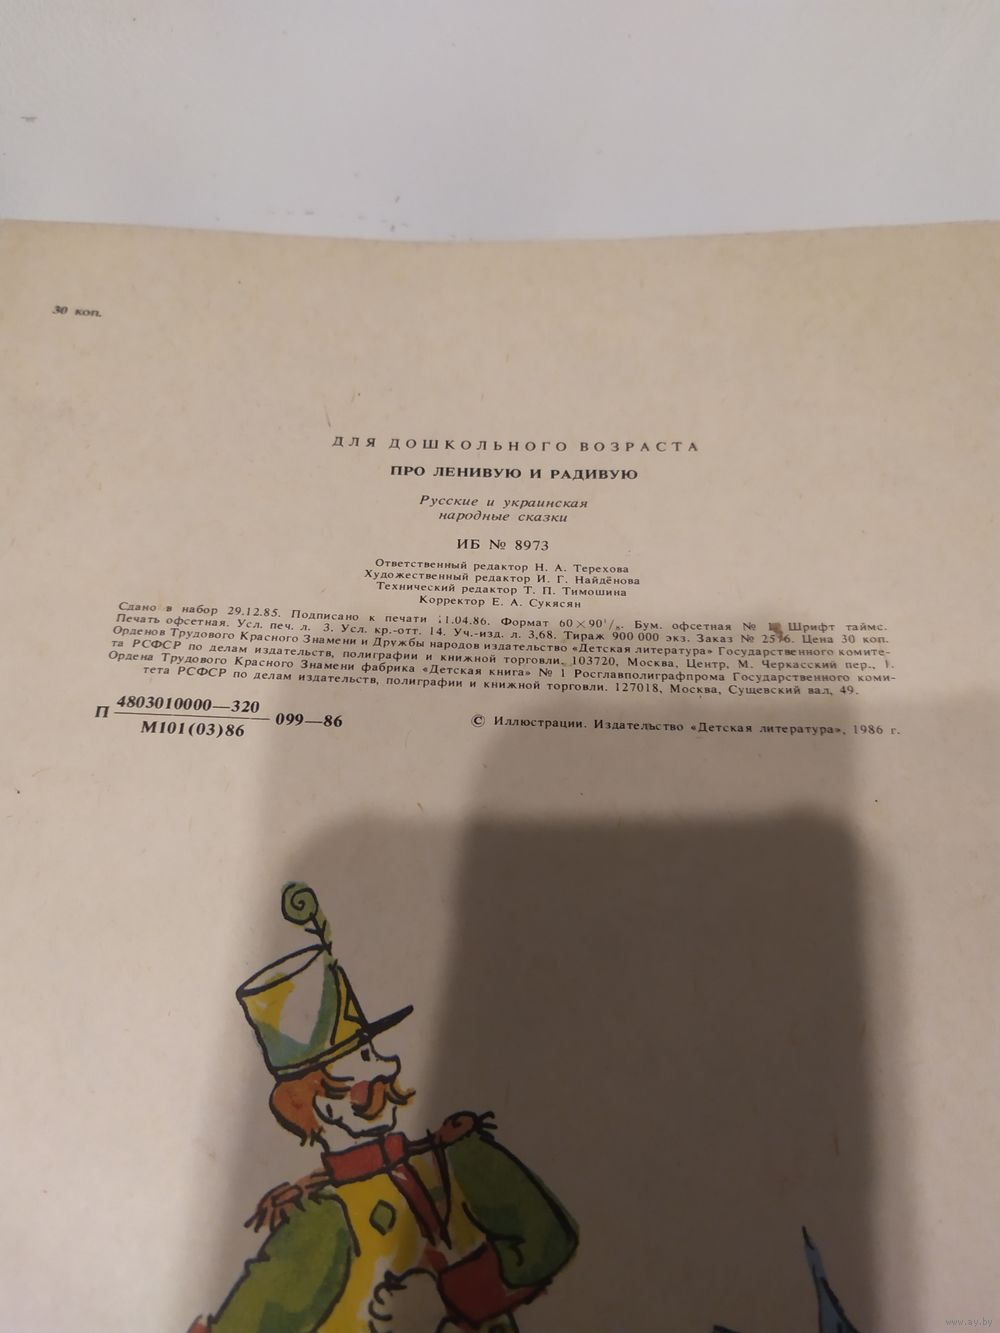 30 коп.
ДЛЯ ДОШКОЛЬНОГО ВОЗРАСТА
ПРО ЛЕНИВУЮ И РАДИВУЮ
Русские и украинская
народные сказки
ИБ № 8973
Ответственный редактор Н. А. Терехова
Художественный редактор И. Г. Найдёнова
Технический редактор Т. П. Тимошина
Корректор Е. А. Сукясян
Сдано в набор 29.12.85. Подписано к печати 11.04.86. Формат 60×90¹/₈. Бум. офсетная № Шрифт таймс.
Печать офсетная. Усл. печ. л. 3. Усл. кр.-отт. 14. Уч.-изд. л. 3,68. Тираж 900 000 экз. Заказ № Цена 30 коп.
Орденов Трудового Красного Знамени и Дружбы народов издательство «Детская литература» Государственного комите-
та РСФСР по делам издательств, полиграфии и книжной торговли. 103720, Москва, Центр, М. Черкасский пер., 1.
Ордена Трудового Красного Знамени фабрика «Детская книга» № 1 Росглавполиграфпрома Государственного коми-
тета РСФСР по делам издательств, полиграфии и книжной торговли. 127018, Москва, Сущевский вал, 49.
П 4803010000—320
М101(03)86 099—86
© Иллюстрации. Издательство «Детская литература», 1986 г.
www.ay.by